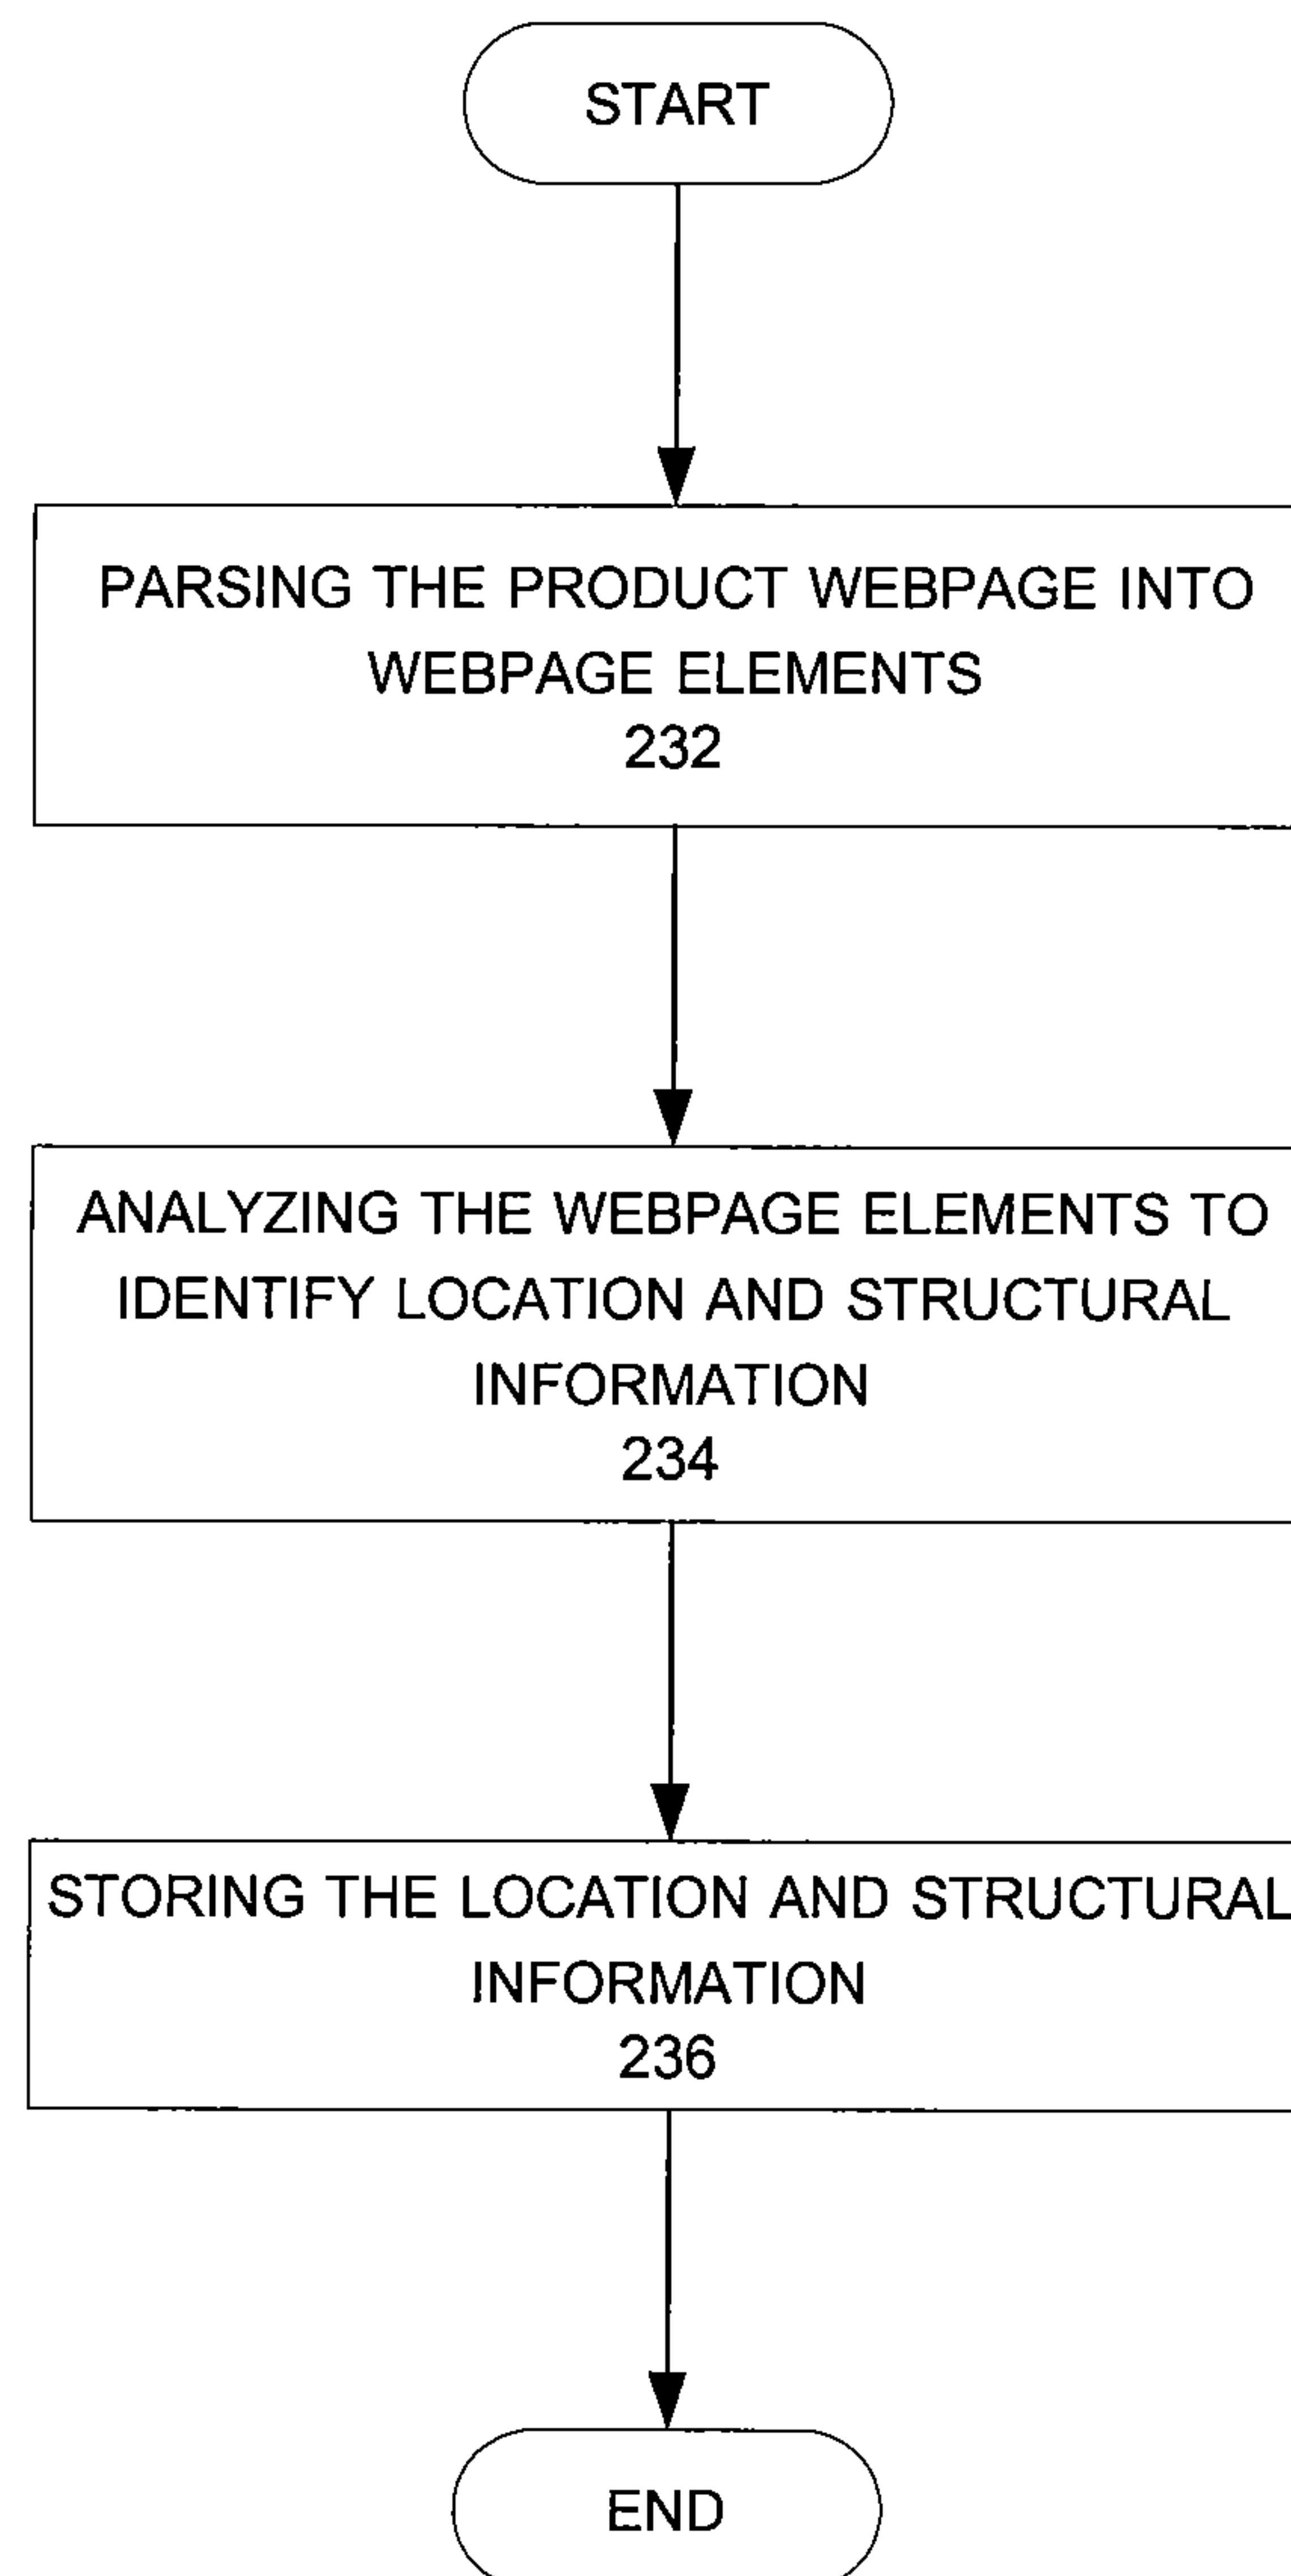 START
PARSING THE PRODUCT WEBPAGE INTO
WEBPAGE ELEMENTS
232
ANALYZING THE WEBPAGE ELEMENTS TO
IDENTIFY LOCATION AND STRUCTURAL
INFORMATION
234
STORING THE LOCATION AND STRUCTURAL
INFORMATION
236
END